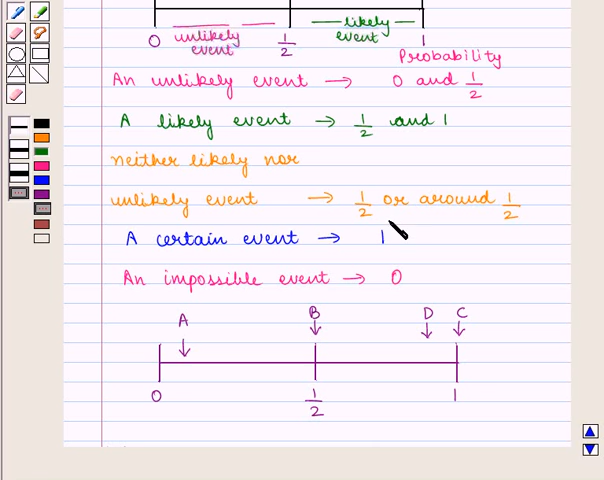 unlikely likely
event event
0 1/2 1
Probability
An unlikely event → 0 and 1/2
A likely event → 1/2 and 1
neither likely nor
unlikely event → 1/2 or around 1/2
A certain event → 1
An impossible event → 0
A B D C
0 1/2 1